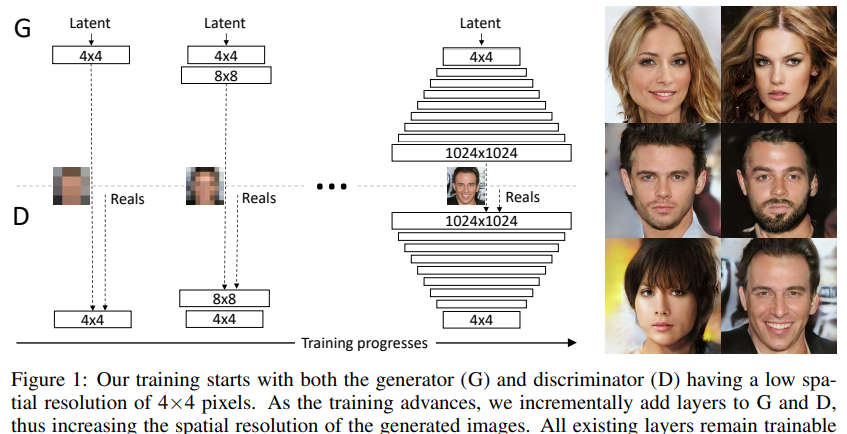 G
Latent
Latent
Latent
4x4
4x4
4x4
8x8
1024x1024
Reals
Reals
Reals
D
1024x1024
8x8
4x4
4x4
4x4
Training progresses
Figure 1: Our training starts with both the generator (G) and discriminator (D) having a low spa-
tial resolution of 4×4 pixels. As the training advances, we incrementally add layers to G and D,
thus increasing the spatial resolution of the generated images. All existing layers remain trainable